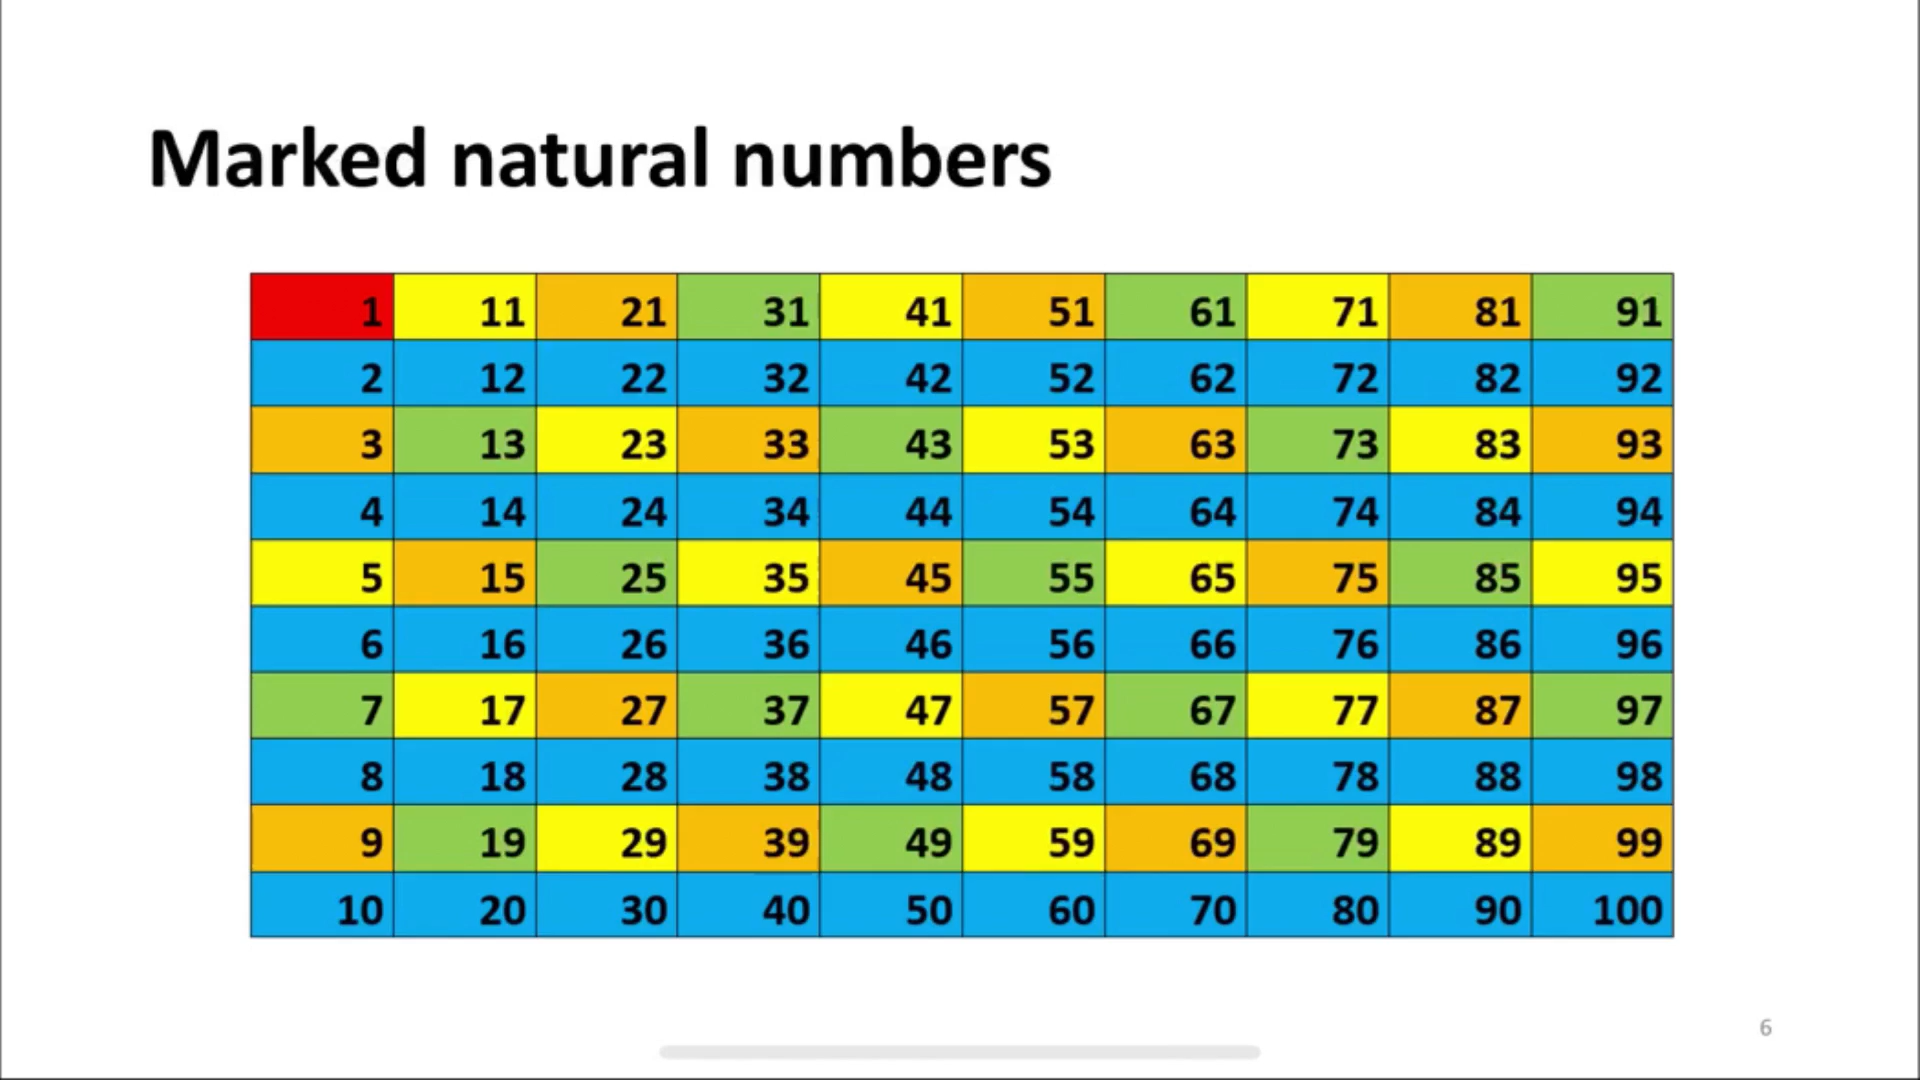 Marked natural numbers
1 11 21 31 41 51 61 71 81 91
2 12 22 32 42 52 62 72 82 92
3 13 23 33 43 53 63 73 83 93
4 14 24 34 44 54 64 74 84 94
5 15 25 35 45 55 65 75 85 95
6 16 26 36 46 56 66 76 86 96
7 17 27 37 47 57 67 77 87 97
8 18 28 38 48 58 68 78 88 98
9 19 29 39 49 59 69 79 89 99
10 20 30 40 50 60 70 80 90 100
6